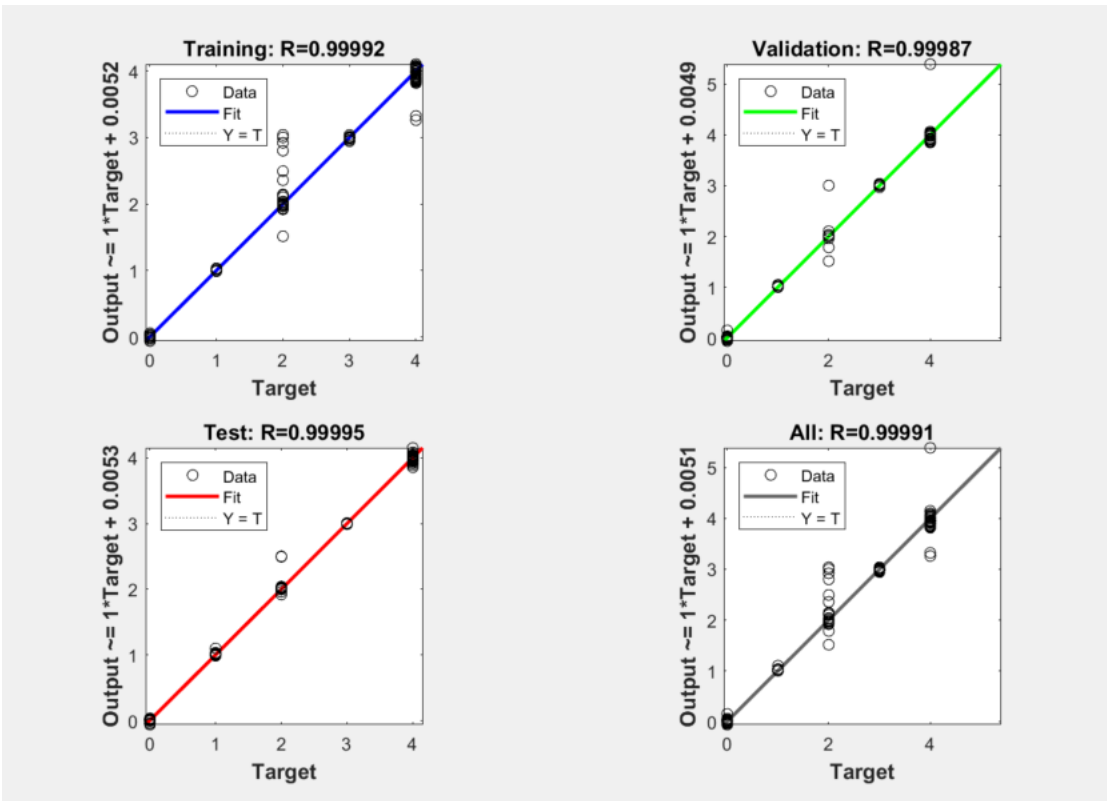 Training: R=0.99992
Output ~= 1*Target + 0.0052
4
3
2
1
0
Data
Fit
Y = T
0 1 2 3 4
Target
Validation: R=0.99987
Output ~= 1*Target + 0.0049
5
4
3
2
1
0
Data
Fit
Y = T
0 2 4
Target
Test: R=0.99995
Output ~= 1*Target + 0.0053
4
3
2
1
0
Data
Fit
Y = T
0 1 2 3 4
Target
All: R=0.99991
Output ~= 1*Target + 0.0051
5
4
3
2
1
0
Data
Fit
Y = T
0 2 4
Target